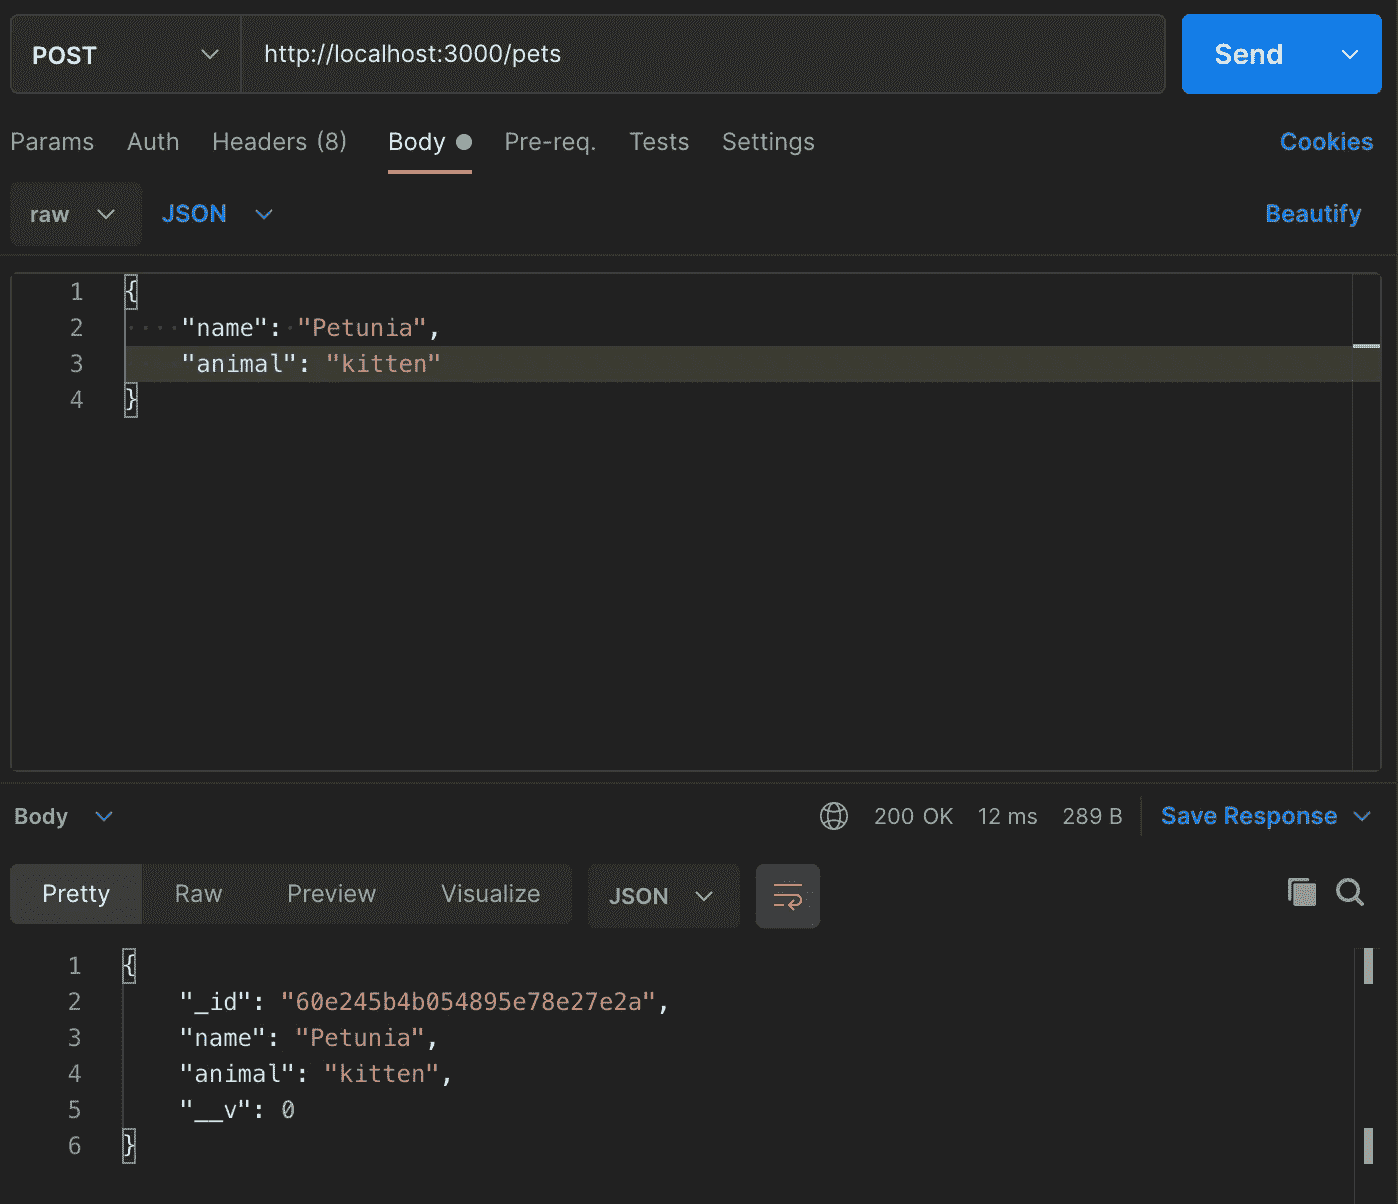 POST http://localhost:3000/pets Send
Params Auth Headers (8) Body Pre-req. Tests Settings Cookies
raw JSON Beautify
1 {
2 "name": "Petunia",
3 "animal": "kitten"
4 }
Body 200 OK 12 ms 289 B Save Response
Pretty Raw Preview Visualize JSON
1 {
2 "_id": "60e245b4b054895e78e27e2a",
3 "name": "Petunia",
4 "animal": "kitten",
5 "__v": 0
6 }